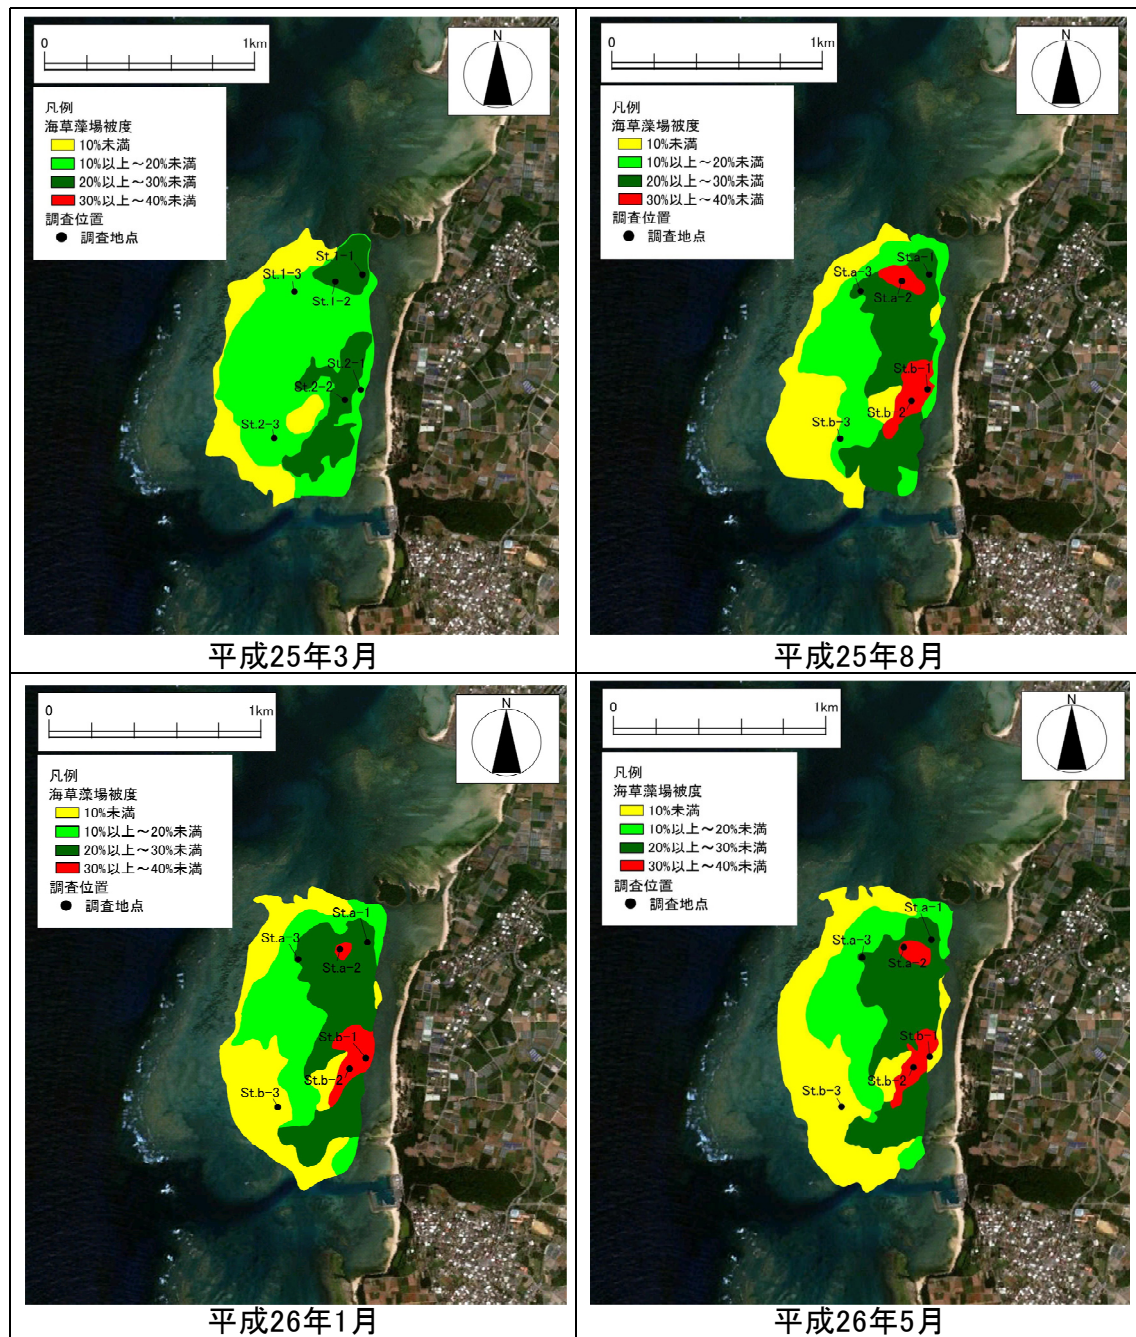 0 1km
N
凡例
海草藻場被度
10%未満
10%以上～20%未満
20%以上～30%未満
30%以上～40%未満
調査位置
調査地点
St.1-1
St.1-3
St.1-2
St.2-1
St.2-2
St.2-3
平成25年3月
0 1km
N
凡例
海草藻場被度
10%未満
10%以上～20%未満
20%以上～30%未満
30%以上～40%未満
調査位置
調査地点
St.a-1
St.a-3
St.a-2
St.b-1
St.b-2
St.b-3
平成25年8月
0 1km
N
凡例
海草藻場被度
10%未満
10%以上～20%未満
20%以上～30%未満
30%以上～40%未満
調査位置
調査地点
St.a-1
St.a-3
St.a-2
St.b-1
St.b-2
St.b-3
平成26年1月
0 1km
N
凡例
海草藻場被度
10%未満
10%以上～20%未満
20%以上～30%未満
30%以上～40%未満
調査位置
調査地点
St.a-1
St.a-3
St.a-2
St.b-1
St.b-2
St.b-3
平成26年5月